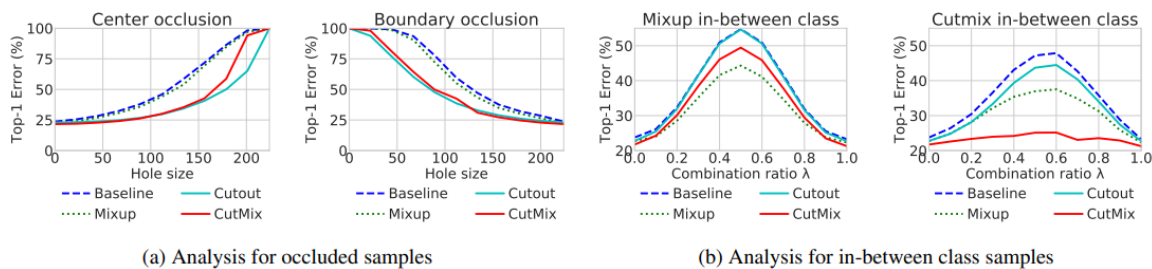 Center occlusion
Top-1 Error (%)
100
75
50
25
0
0 50 100 150 200
Hole size
Baseline Cutout
Mixup CutMix
Boundary occlusion
Top-1 Error (%)
100
75
50
25
0
0 50 100 150 200
Hole size
Baseline Cutout
Mixup CutMix
(a) Analysis for occluded samples
Mixup in-between class
Top-1 Error (%)
50
40
30
20
0.0 0.2 0.4 0.6 0.8 1.0
Combination ratio λ
Baseline Cutout
Mixup CutMix
Cutmix in-between class
Top-1 Error (%)
50
40
30
20
0.0 0.2 0.4 0.6 0.8 1.0
Combination ratio λ
Baseline Cutout
Mixup CutMix
(b) Analysis for in-between class samples